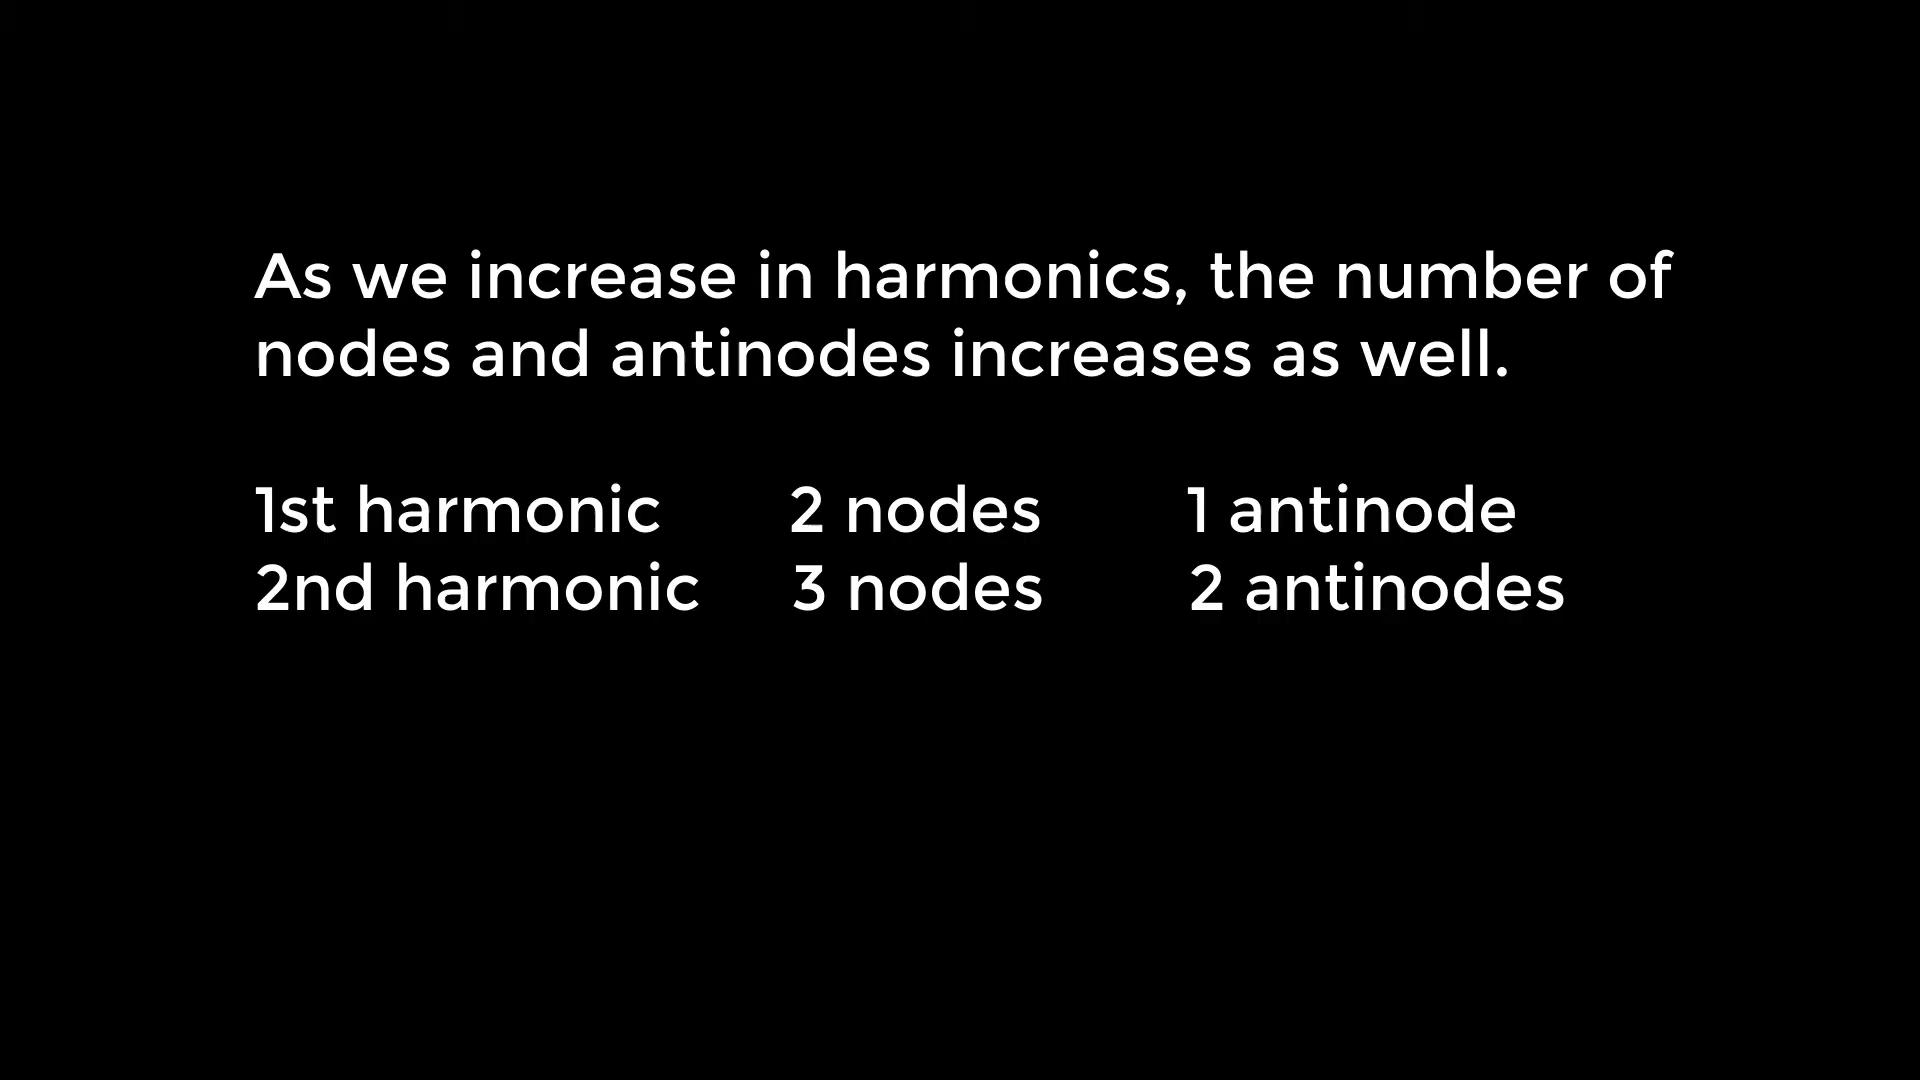 As we increase in harmonics, the number of
nodes and antinodes increases as well.
1st harmonic 2 nodes 1 antinode
2nd harmonic 3 nodes 2 antinodes